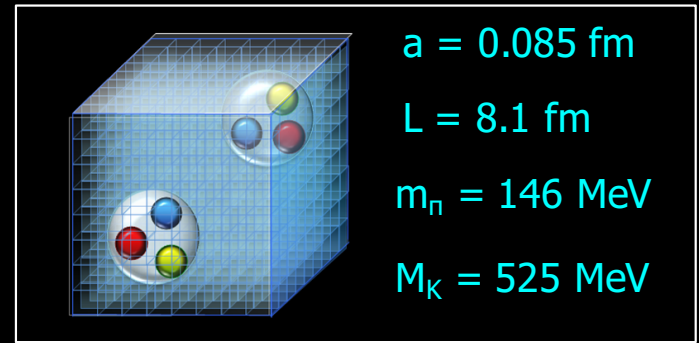 a = 0.085 fm
L = 8.1 fm
mπ = 146 MeV
MK = 525 MeV